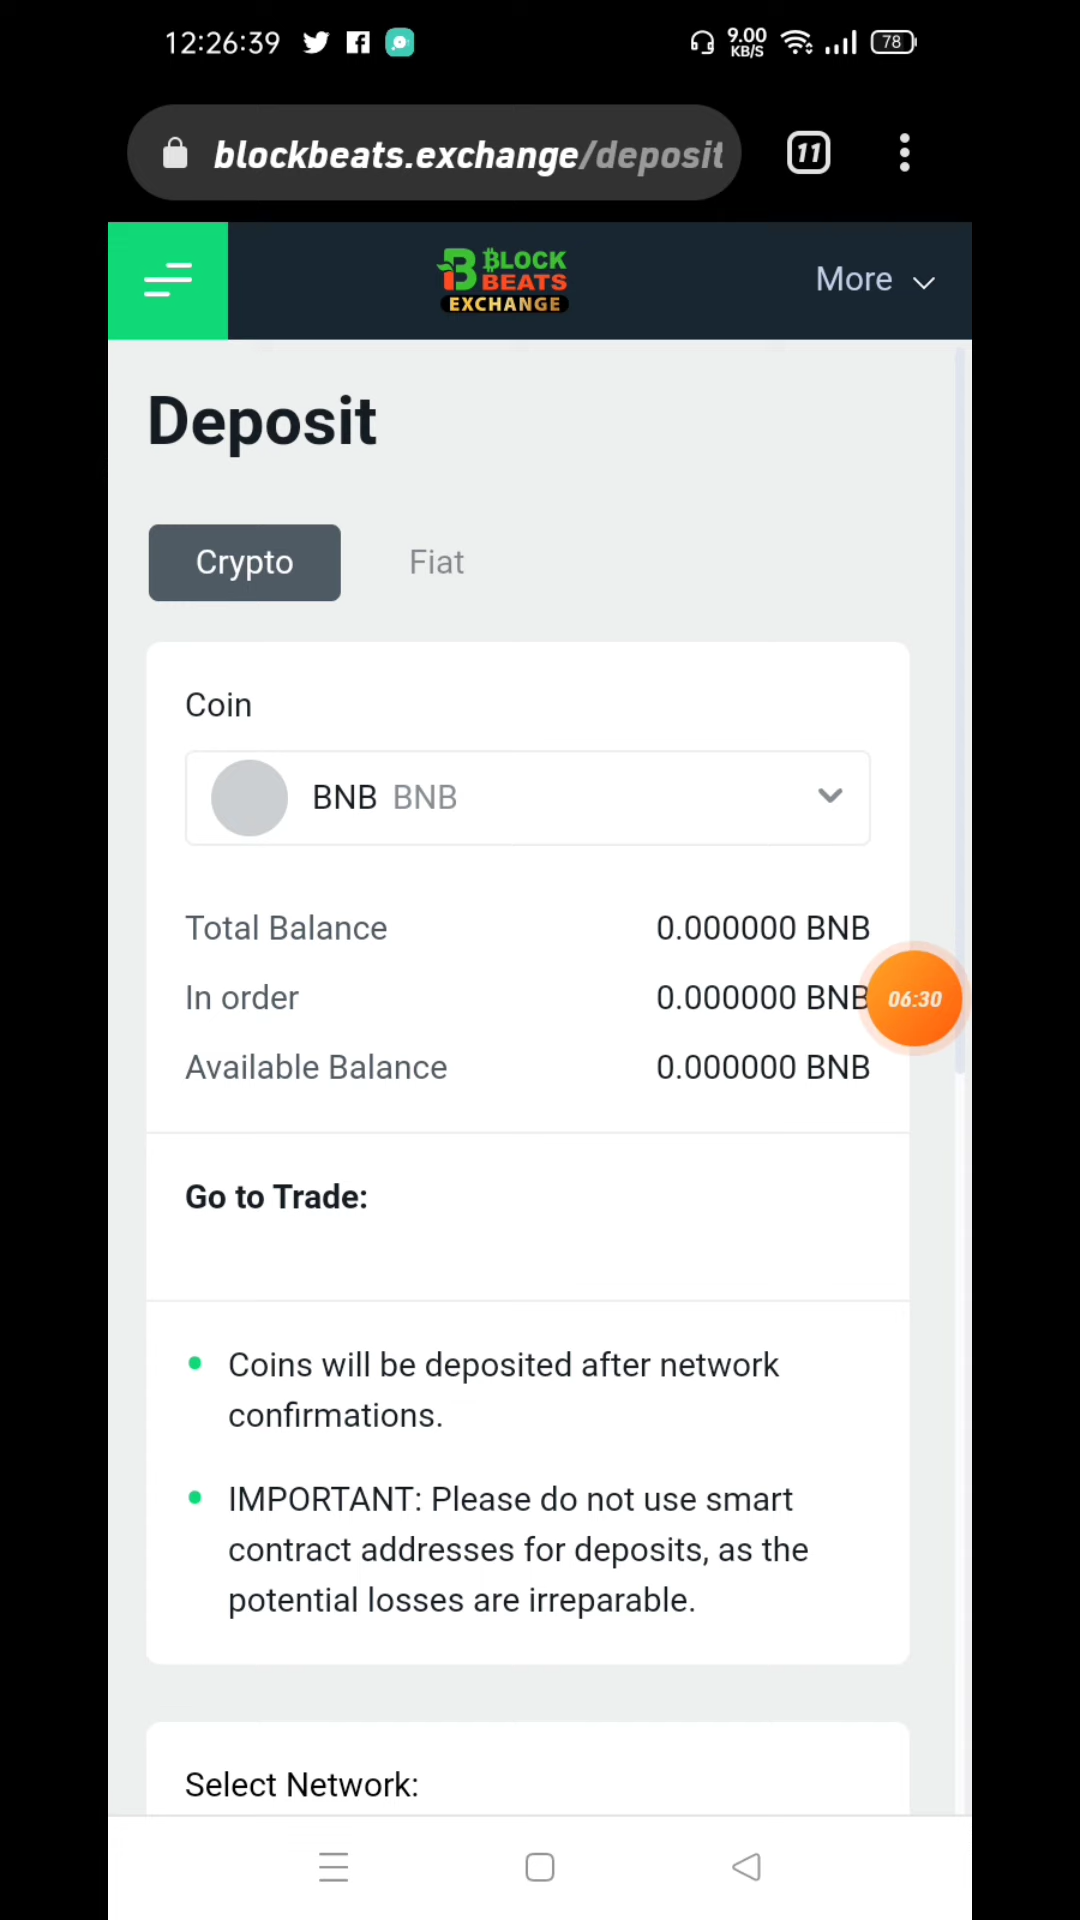 12:26:39
9.00
KB/S
78
blockbeats.exchange/deposit
11
BLOCK
BEATS
EXCHANGE
More
Deposit
Crypto
Fiat
Coin
BNB BNB
Total Balance 0.000000 BNB
In order 0.000000 BNB
06:30
Available Balance 0.000000 BNB
Go to Trade:
Coins will be deposited after network
confirmations.
IMPORTANT: Please do not use smart
contract addresses for deposits, as the
potential losses are irreparable.
Select Network: